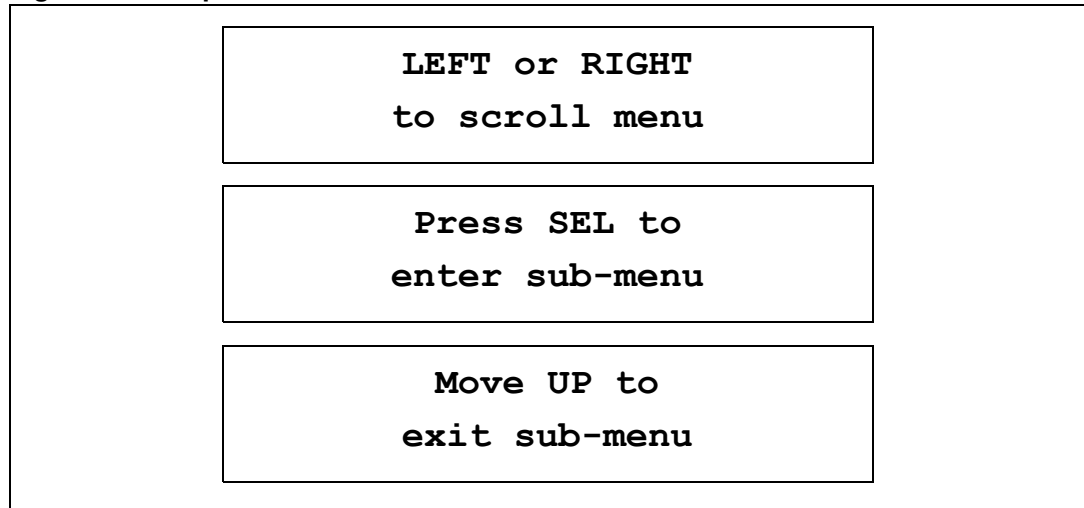 LEFT or RIGHT
to scroll menu
Press SEL to
enter sub-menu
Move UP to
exit sub-menu